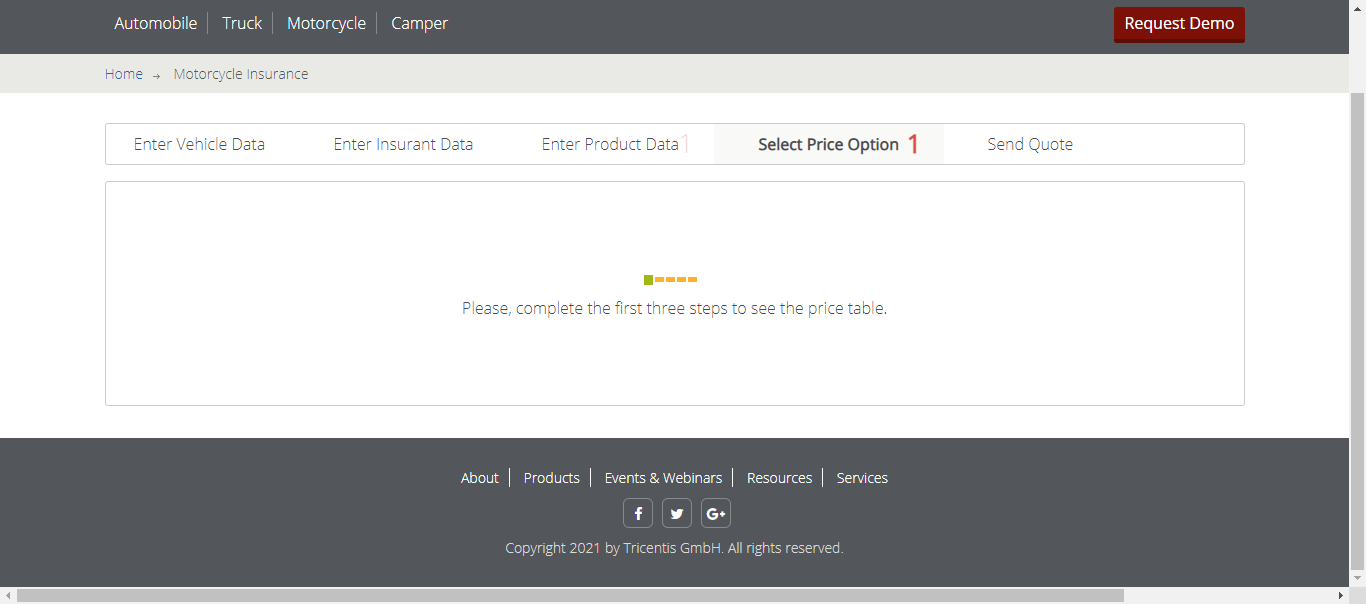 Automobile Truck Motorcycle Camper Request Demo
Home → Motorcycle Insurance
Enter Vehicle Data Enter Insurant Data Enter Product Data 1 Select Price Option 1 Send Quote
Please, complete the first three steps to see the price table.
About Products Events & Webinars Resources Services
f G+
Copyright 2021 by Tricentis GmbH. All rights reserved.